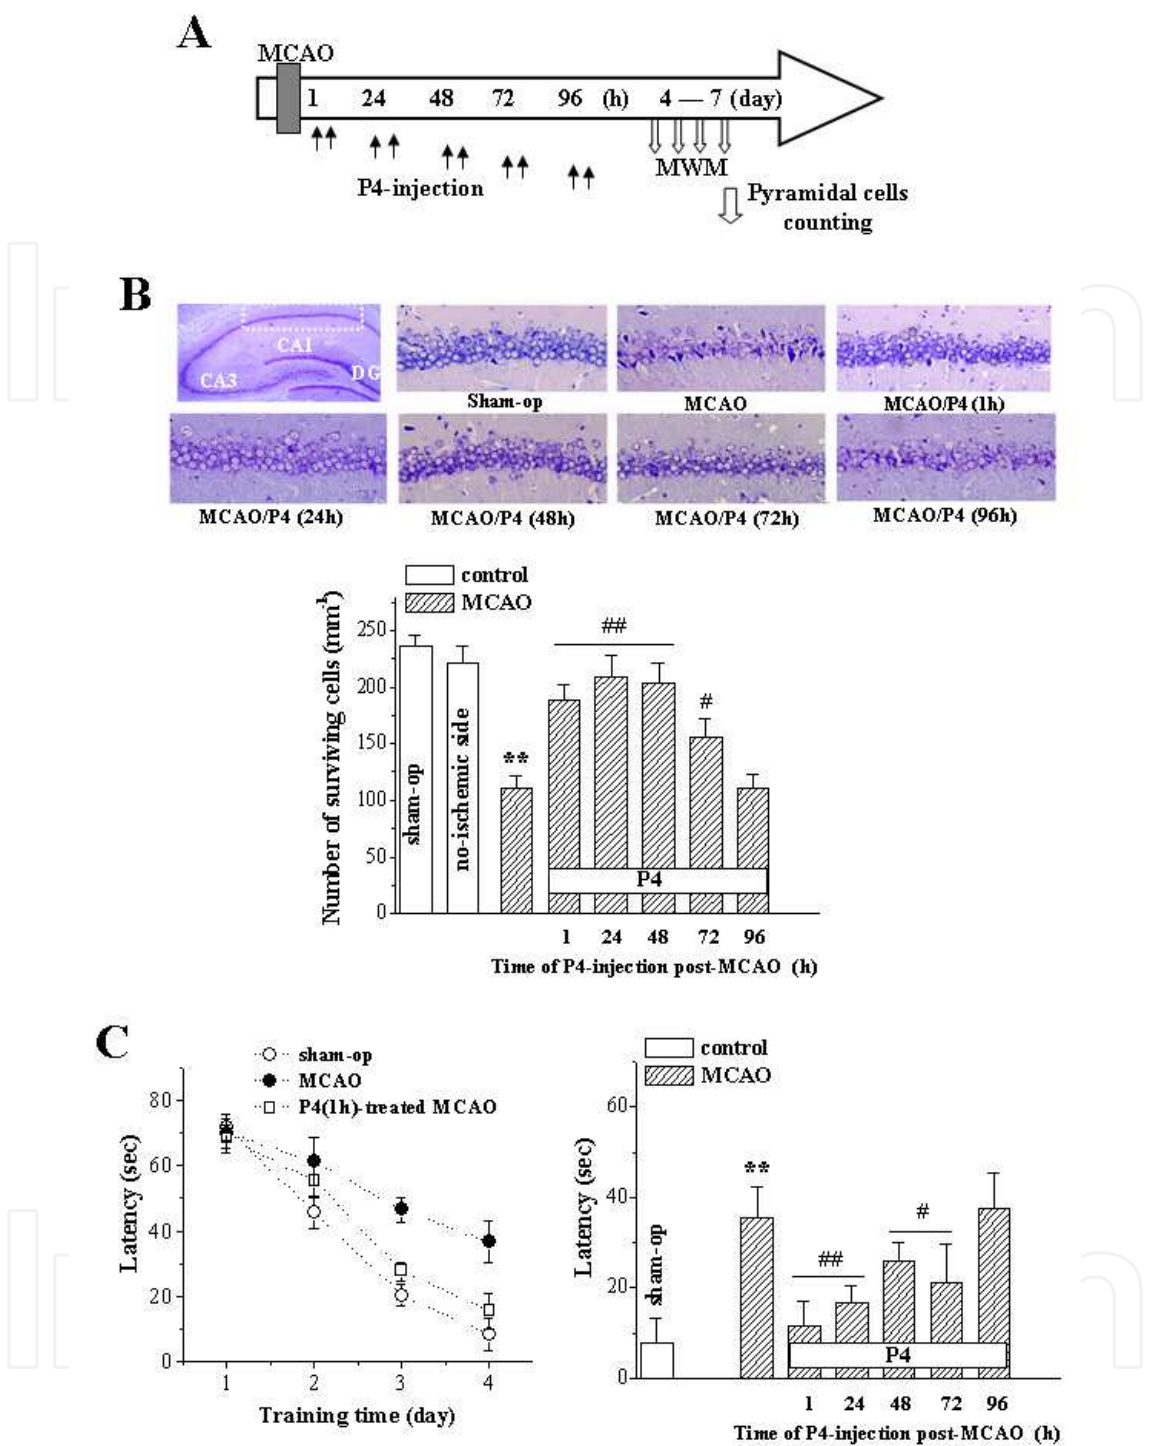 A
MCAO
1 24 48 72 96 (h) 4 — 7 (day)
P4-injection
MWM
Pyramidal cells
counting
B
CA1
CA3
DG
Sham-op
MCAO
MCAO/P4 (1h)
MCAO/P4 (24h)
MCAO/P4 (48h)
MCAO/P4 (72h)
MCAO/P4 (96h)
control
MCAO
Number of surviving cells (mm-1)
250
200
150
100
50
0
sham-op
no-ischemic side
**
##
#
P4
1 24 48 72 96
Time of P4-injection post-MCAO (h)
C
sham-op
MCAO
P4(1h)-treated MCAO
Latency (sec)
80
60
40
20
0
1 2 3 4
Training time (day)
control
MCAO
Latency (sec)
60
40
20
0
sham-op
**
##
#
P4
1 24 48 72 96
Time of P4-injection post-MCAO (h)